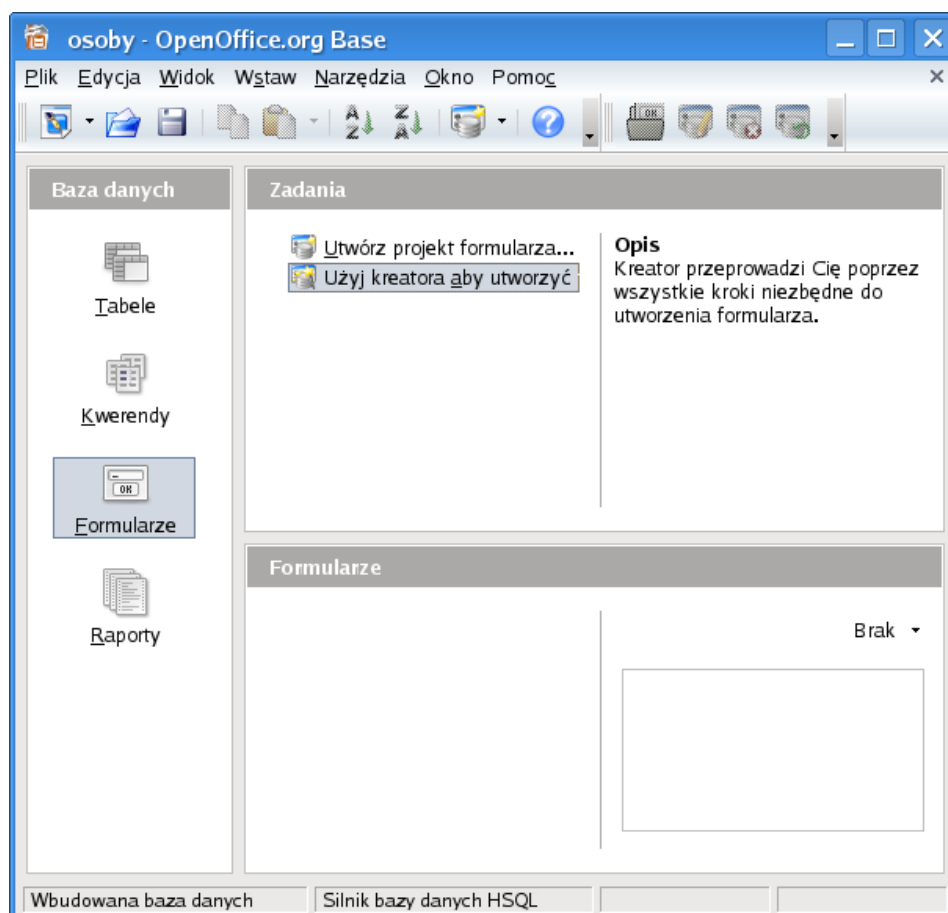 osoby - OpenOffice.org Base
Plik Edycja Widok Wstaw Narzędzia Okno Pomoc
Baza danych
Tabele
Kwerendy
OK
Formularze
Raporty
Zadania
Utwórz projekt formularza...
Użyj kreatora aby utworzyć
Opis
Kreator przeprowadzi Cię poprzez
wszystkie kroki niezbędne do
utworzenia formularza.
Formularze
Brak
Wbudowana baza danych
Silnik bazy danych HSQL